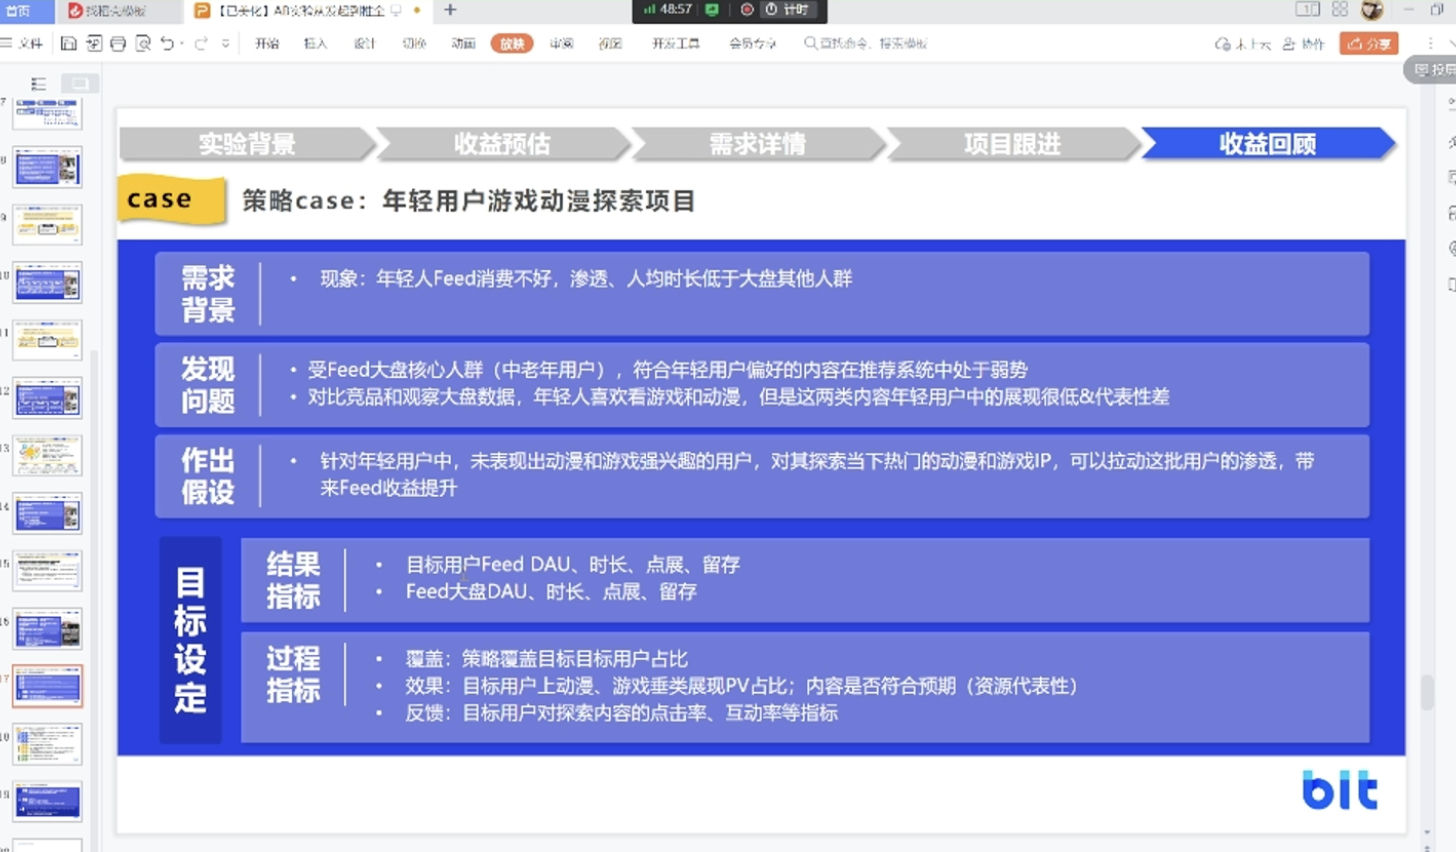 首页
找稻壳模板
【已美化】AB实验从发起到推全
48:57
计时
文件
开始
插入
设计
切换
动画
放映
审阅
视图
开发工具
会员专享
查找命令、搜索模板
未上云
协作
分享
投屏
实验背景
收益预估
需求详情
项目跟进
收益回顾
case
策略case：年轻用户游戏动漫探索项目
需求
背景
• 现象：年轻人Feed消费不好，渗透、人均时长低于大盘其他人群
发现
问题
• 受Feed大盘核心人群（中老年用户），符合年轻用户偏好的内容在推荐系统中处于弱势
• 对比竞品和观察大盘数据，年轻人喜欢看游戏和动漫，但是这两类内容年轻用户中的展现很低&代表性差
作出
假设
• 针对年轻用户中，未表现出动漫和游戏强兴趣的用户，对其探索当下热门的动漫和游戏IP，可以拉动这批用户的渗透，带
来Feed收益提升
目
标
设
定
结果
指标
• 目标用户Feed DAU、时长、点展、留存
• Feed大盘DAU、时长、点展、留存
过程
指标
• 覆盖：策略覆盖目标目标用户占比
• 效果：目标用户上动漫、游戏垂类展现PV占比；内容是否符合预期（资源代表性）
• 反馈：目标用户对探索内容的点击率、互动率等指标
bit